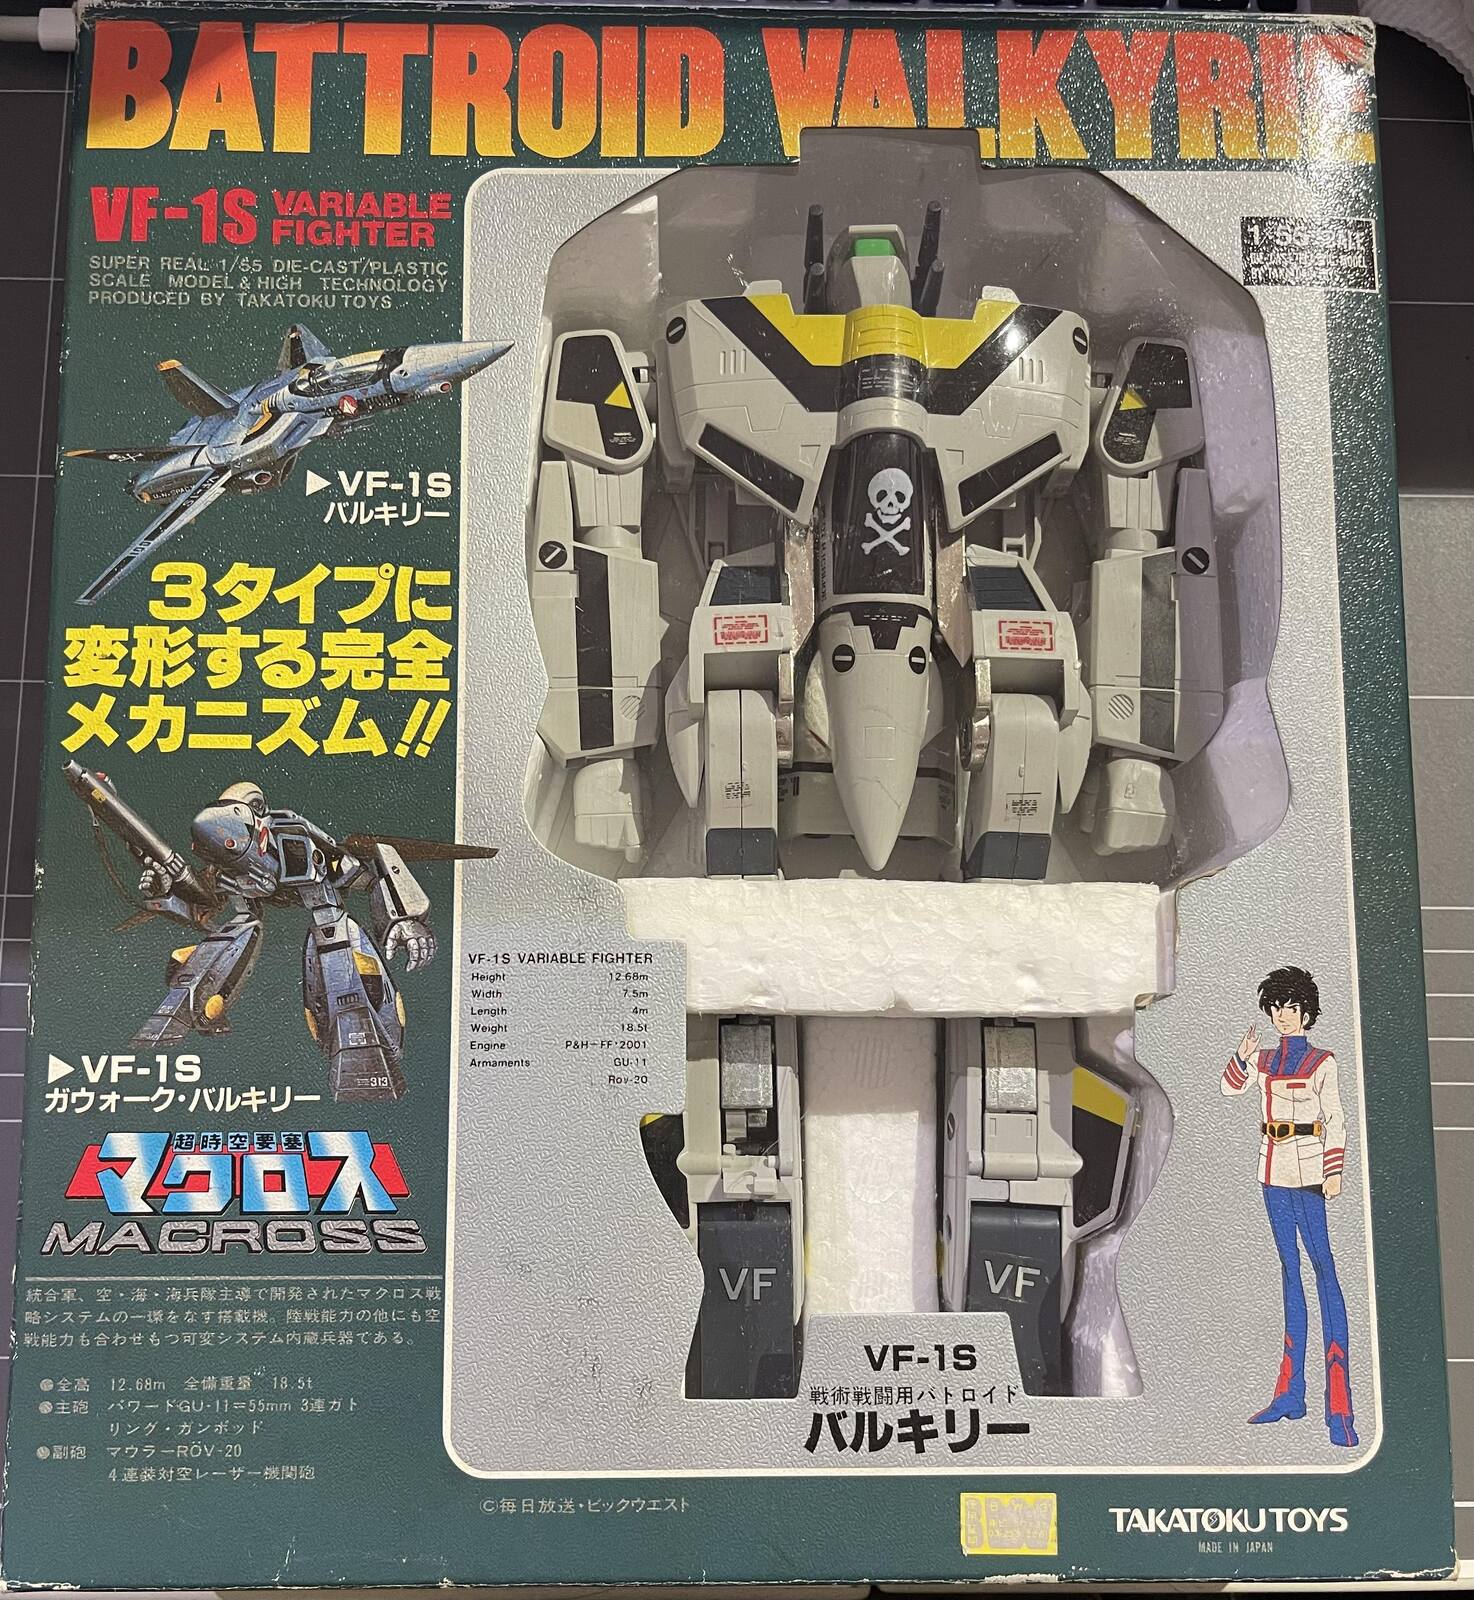 BATTROID VALKYRIE
VF-1S VARIABLE
FIGHTER
SUPER REAL 1/55 DIE-CAST/PLASTIC
SCALE MODEL & HIGH TECHNOLOGY
PRODUCED BY TAKATOKU TOYS
▶VF-1S
バルキリー
3タイプに
変形する完全
メカニズム!!
▶VF-1S
ガウォーク・バルキリー
超時空要塞
マクロス
MACROSS
統合軍、空・海・海兵隊主導で開発されたマクロス戦
略システムの一環をなす搭載機。陸戦能力の他にも空
戦能力も合わせもつ可変システム内蔵兵器である。
●全高 12.68m 全備重量 18.5t
●主砲 パワードGU-11=55mm 3連ガト
リング・ガンポッド
●副砲 マウラーRÖV-20
4連装対空レーザー機関砲
VF-1S VARIABLE FIGHTER
Height 12.68m
Width 7.5m
Length 4m
Weight 18.5t
Engine P&H-FF・2001
Armaments GU-11
Rov-20
313
VF
VF
VF-1S
戦術戦闘用バトロイド
バルキリー
©毎日放送・ビックウエスト
TAKATOKU TOYS
MADE IN JAPAN